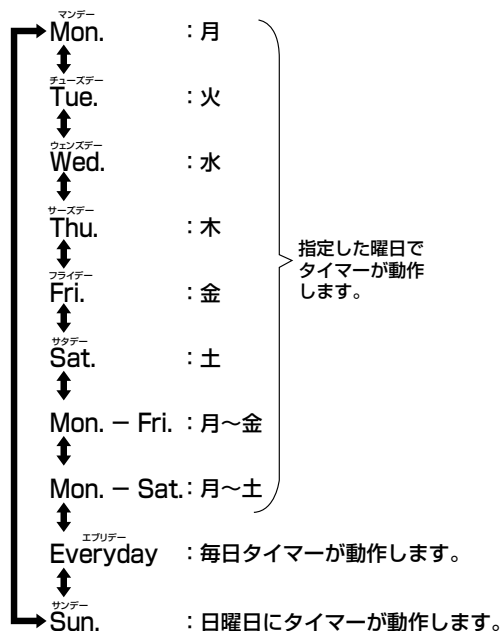 マンデー
Mon. ：月
チューズデー
Tue. ：火
ウェンズデー
Wed. ：水
サーズデー
Thu. ：木
フライデー
Fri. ：金
サタデー
Sat. ：土
Mon. － Fri. ：月～金
Mon. － Sat.：月～土
指定した曜日で
タイマーが動作
します。
エブリデー
Everyday ：毎日タイマーが動作します。
サンデー
Sun. ：日曜日にタイマーが動作します。